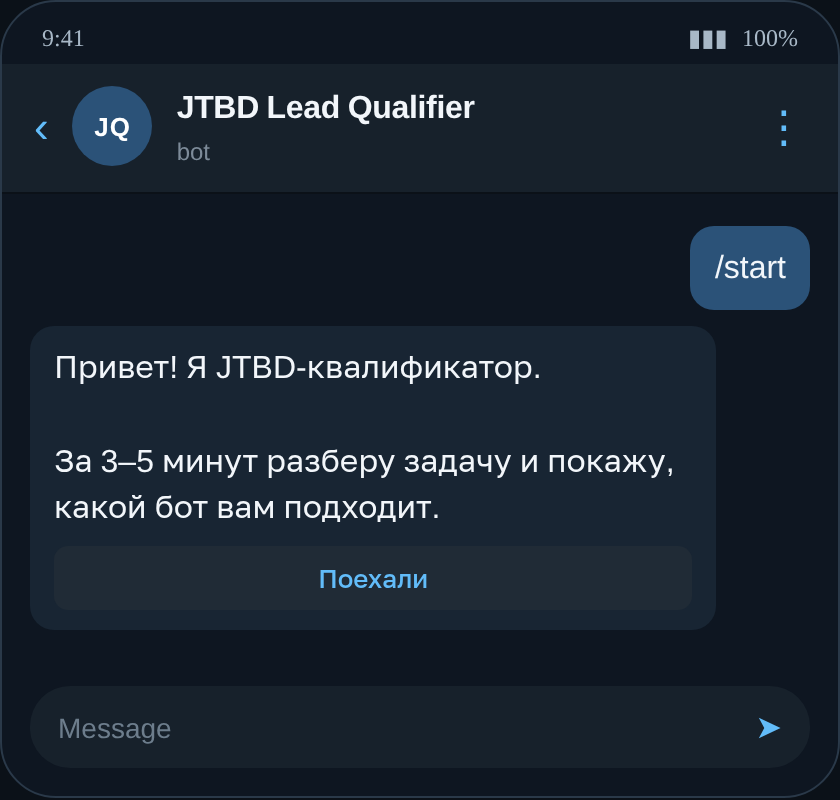 9:41 100%
JQ
JTBD Lead Qualifier
bot
/start
Привет! Я JTBD-квалификатор.
За 3–5 минут разберу задачу и покажу,
какой бот вам подходит.
Поехали
Message